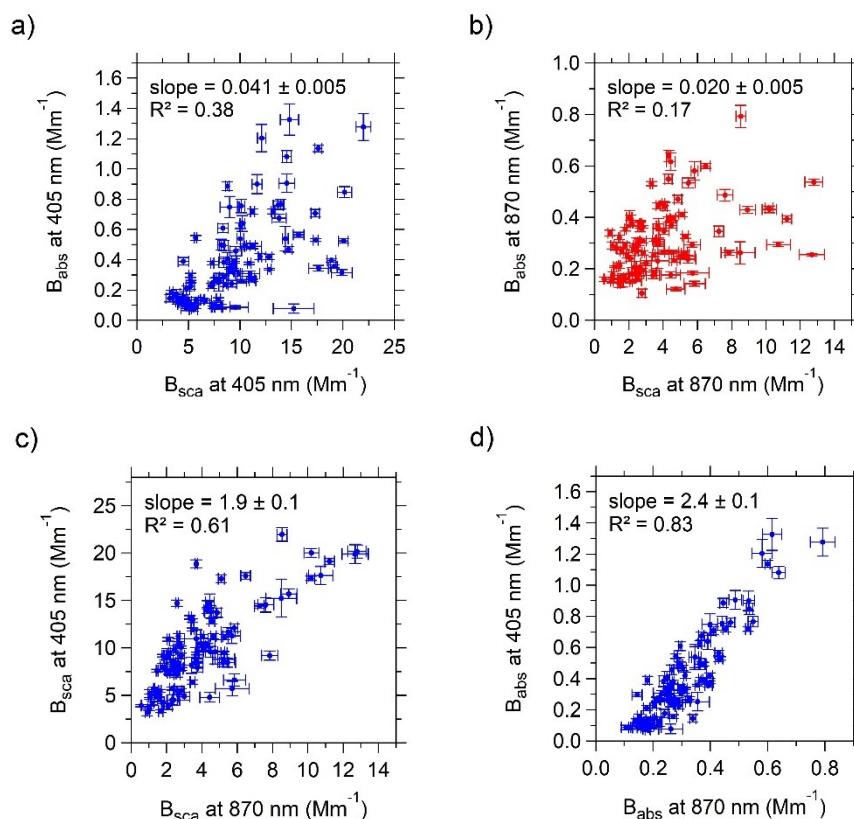 a)
slope = 0.041 ± 0.005
R² = 0.38
1.6
1.4
1.2
1.0
0.8
0.6
0.4
0.2
0.0
B_abs at 405 nm (Mm⁻¹)
0 5 10 15 20 25
B_sca at 405 nm (Mm⁻¹)
b)
slope = 0.020 ± 0.005
R² = 0.17
1.0
0.8
0.6
0.4
0.2
0.0
B_abs at 870 nm (Mm⁻¹)
0 2 4 6 8 10 12 14
B_sca at 870 nm (Mm⁻¹)
c)
slope = 1.9 ± 0.1
R² = 0.61
25
20
15
10
5
0
B_sca at 405 nm (Mm⁻¹)
0 2 4 6 8 10 12 14
B_sca at 870 nm (Mm⁻¹)
d)
slope = 2.4 ± 0.1
R² = 0.83
1.6
1.4
1.2
1.0
0.8
0.6
0.4
0.2
0.0
B_abs at 405 nm (Mm⁻¹)
0.0 0.2 0.4 0.6 0.8
B_abs at 870 nm (Mm⁻¹)